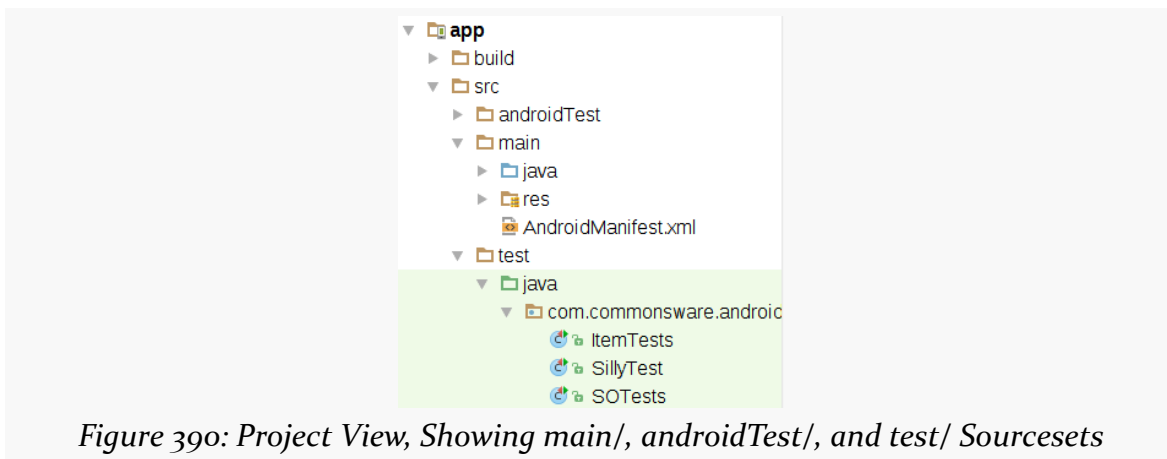 app
build
src
androidTest
main
java
res
AndroidManifest.xml
test
java
com.commonsware.android
ItemTests
SillyTest
SOTests
Figure 390: Project View, Showing main/, androidTest/, and test/ Sourcesets